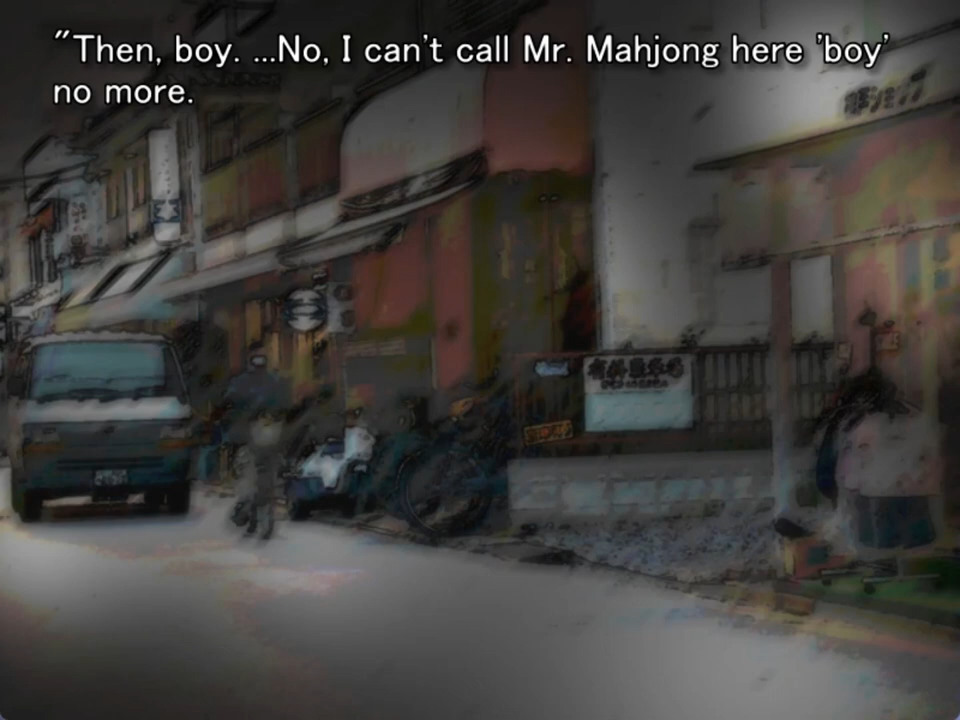 "Then, boy. ...No, I can't call Mr. Mahjong here 'boy'
no more.